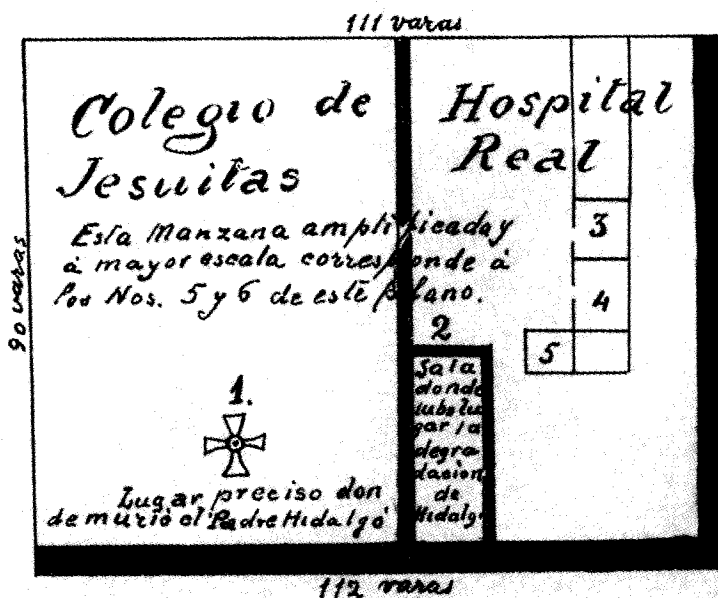 111 varas
Colegio de
Jesuitas
Hospital
Real
Esta Manzana amplificada y
á mayor escala corresponde á
los Nos. 5 y 6 de este plano.
90 varas
3
4
5
2
Sala
donde
tubo lu
gar la
degra
dacion
de
Hidalgo
1.
Lugar preciso don
de murió el Padre Hidalgo
112 varas